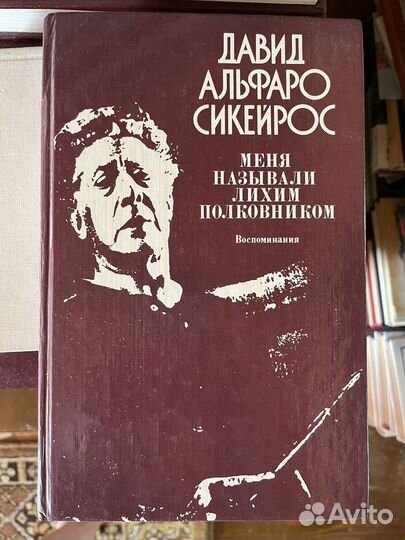 ДАВИД
АЛЬФАРО
СИКЕЙРОС
МЕНЯ
НАЗЫВАЛИ
ЛИХИМ
ПОЛКОВНИКОМ
Воспоминания
Avito